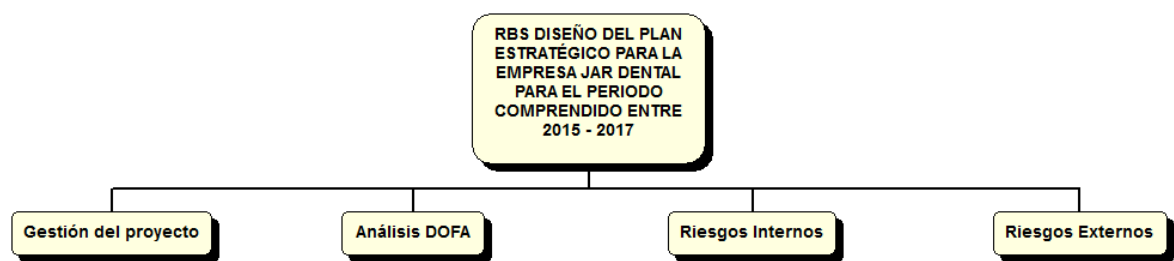 RBS DISEÑO DEL PLAN
ESTRATÉGICO PARA LA
EMPRESA JAR DENTAL
PARA EL PERIODO
COMPRENDIDO ENTRE
2015 - 2017
Gestión del proyecto
Análisis DOFA
Riesgos Internos
Riesgos Externos